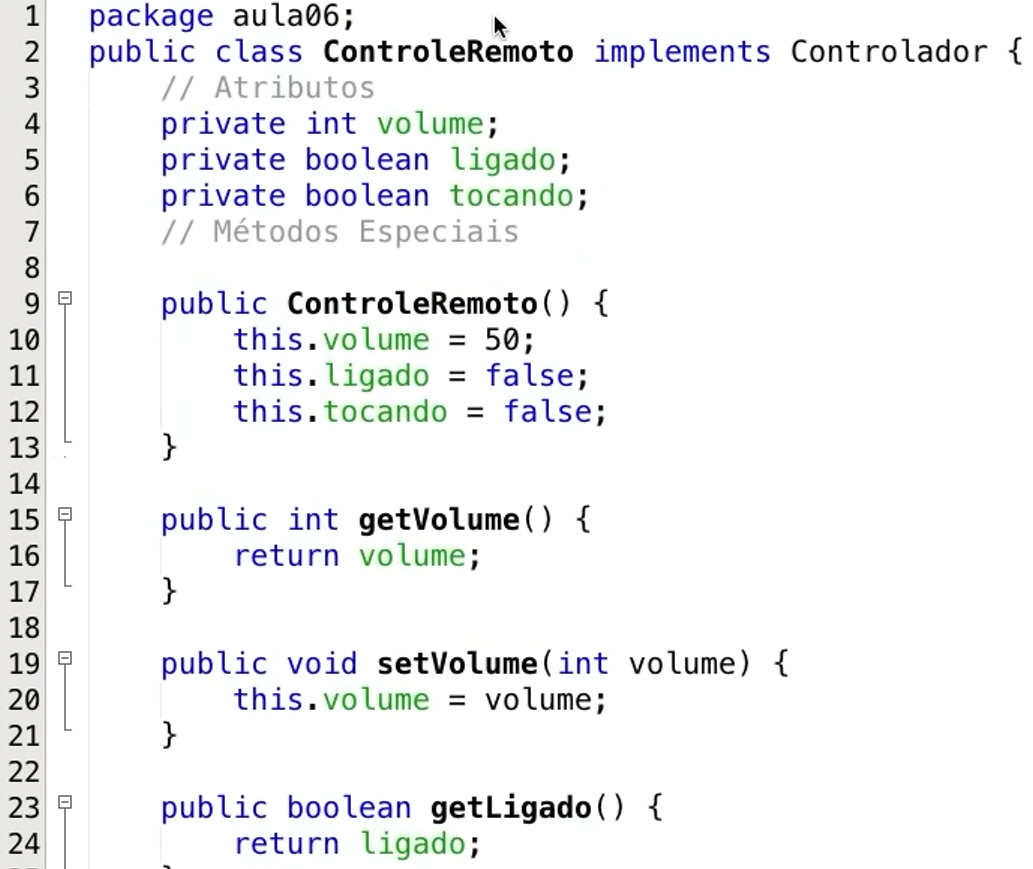 1 package aula06;
2 public class ControleRemoto implements Controlador {
3 // Atributos
4 private int volume;
5 private boolean ligado;
6 private boolean tocando;
7 // Métodos Especiais
8
9 public ControleRemoto() {
10 this.volume = 50;
11 this.ligado = false;
12 this.tocando = false;
13 }
14
15 public int getVolume() {
16 return volume;
17 }
18
19 public void setVolume(int volume) {
20 this.volume = volume;
21 }
22
23 public boolean getLigado() {
24 return ligado;